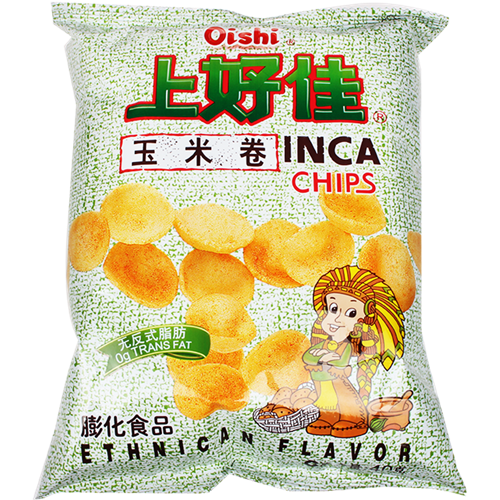 Oishi ®
上好佳®
玉米卷 INCA
CHIPS
无反式脂肪
0g TRANS FAT
膨化食品
ETHNICAN FLAVOR